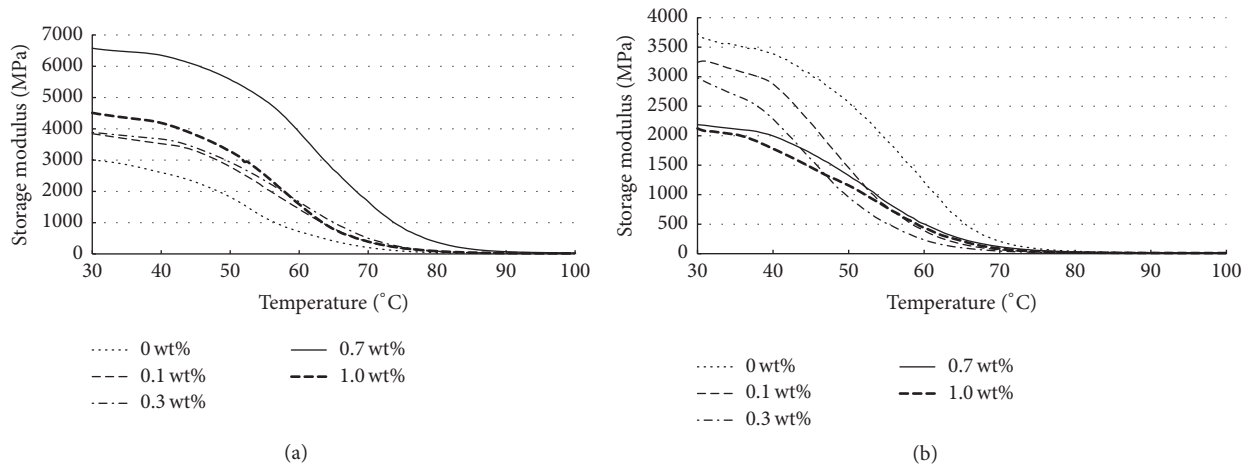 Storage modulus (MPa)
7000
6000
5000
4000
3000
2000
1000
0
30 40 50 60 70 80 90 100
Temperature (°C)
0 wt%
0.1 wt%
0.3 wt%
0.7 wt%
1.0 wt%
(a)
Storage modulus (MPa)
4000
3500
3000
2500
2000
1500
1000
500
0
30 40 50 60 70 80 90 100
Temperature (°C)
0 wt%
0.1 wt%
0.3 wt%
0.7 wt%
1.0 wt%
(b)